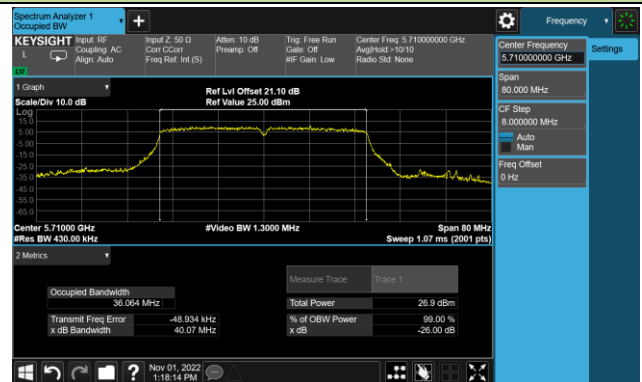 Spectrum Analyzer 1
Occupied BW
+
Frequency
KEYSIGHT
L
Input: RF
Coupling: AC
Align: Auto
Input Z: 50 Ω
Corr CCorr
Freq Ref: Int (S)
Atten: 10 dB
Preamp: Off
Trig: Free Run
Gate: Off
#IF Gain: Low
Center Freq: 5.710000000 GHz
Avg|Hold:>10/10
Radio Std: None
LW
Center Frequency
5.710000000 GHz
Settings
Span
80.000 MHz
CF Step
8.000000 MHz
Auto
Man
Freq Offset
0 Hz
1 Graph
Scale/Div 10.0 dB
Ref Lvl Offset 21.10 dB
Ref Value 25.00 dBm
Log
15.0
5.00
-5.00
-15.0
-25.0
-35.0
-45.0
-55.0
-65.0
Center 5.71000 GHz
#Video BW 1.3000 MHz
Span 80 MHz
#Res BW 430.00 kHz
Sweep 1.07 ms (2001 pts)
2 Metrics
Measure Trace Trace 1
Occupied Bandwidth
36.064 MHz
Total Power 26.9 dBm
Transmit Freq Error -48.934 kHz
% of OBW Power 99.00 %
x dB Bandwidth 40.07 MHz
x dB -26.00 dB
?
Nov 01, 2022
1:18:14 PM